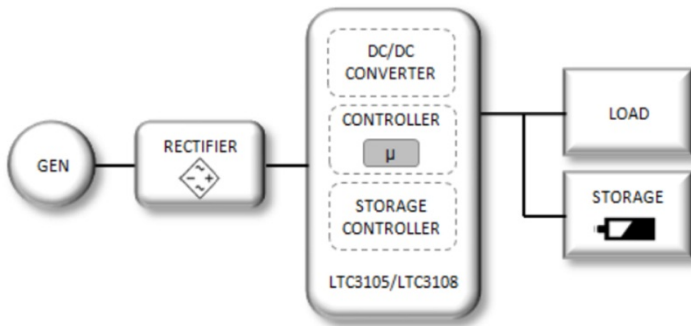 GEN
RECTIFIER
DC/DC
CONVERTER
CONTROLLER
µ
STORAGE
CONTROLLER
LTC3105/LTC3108
LOAD
STORAGE